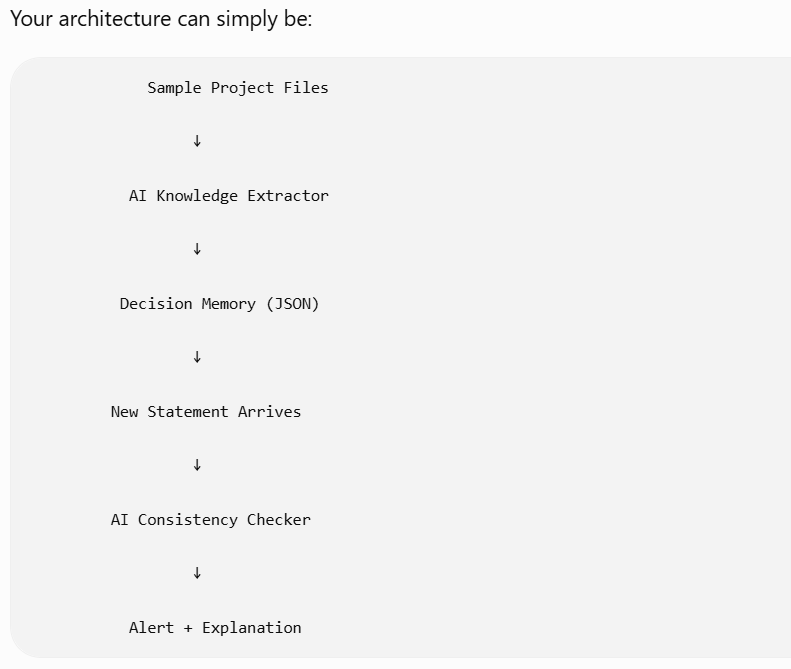 Your architecture can simply be:
Sample Project Files
↓
AI Knowledge Extractor
↓
Decision Memory (JSON)
↓
New Statement Arrives
↓
AI Consistency Checker
↓
Alert + Explanation